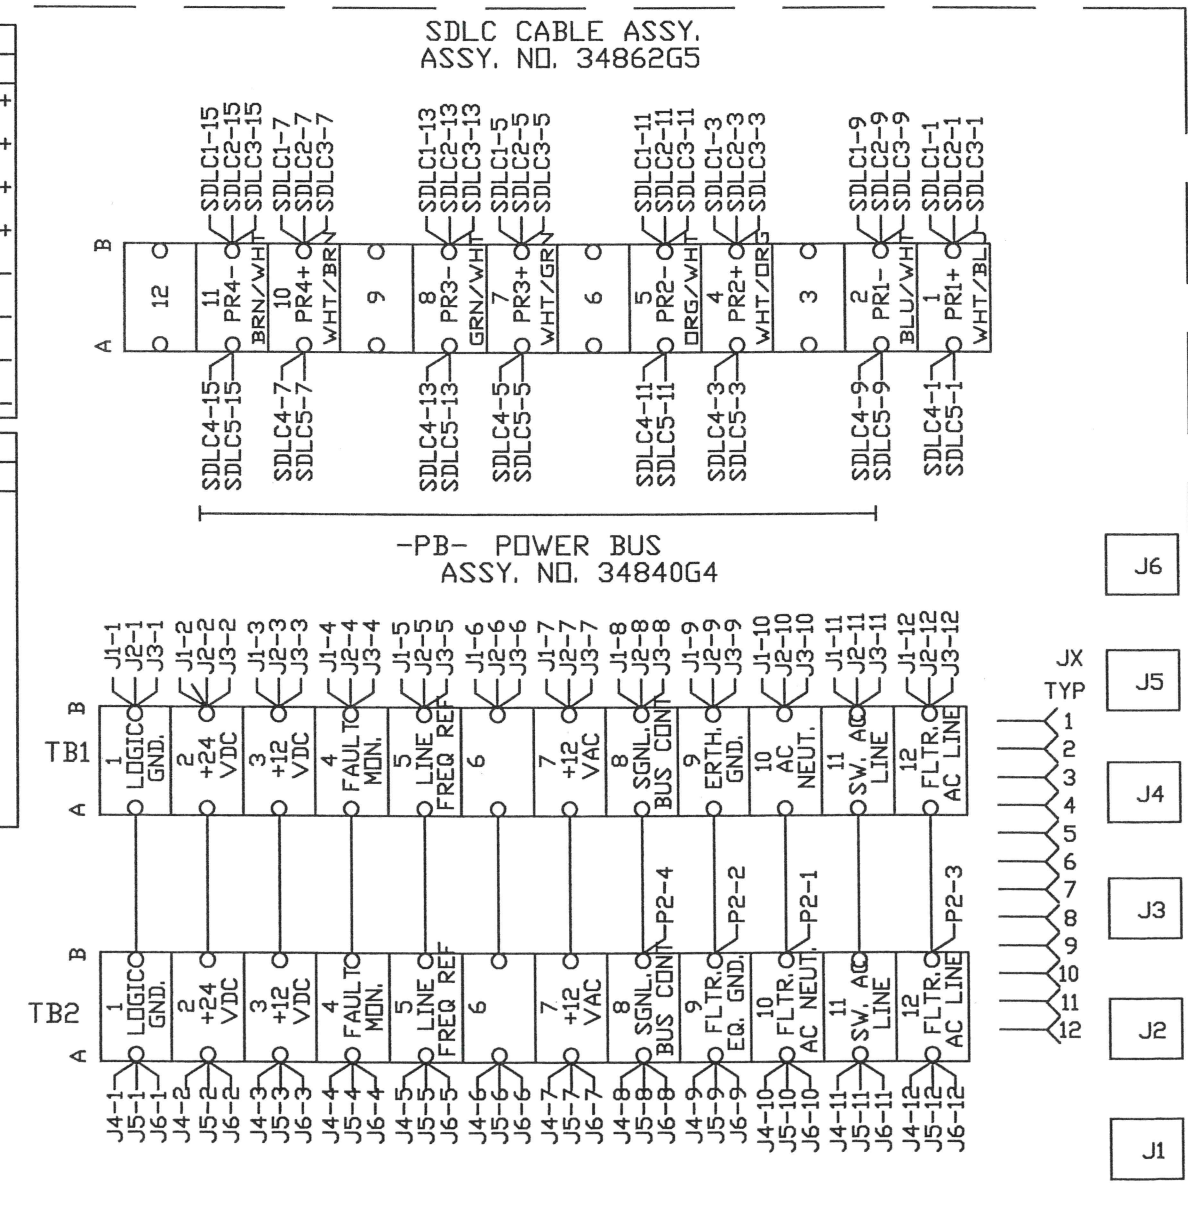 SDLC CABLE ASSY.
ASSY. NO. 34862G5
SDLC1-15
SDLC2-15
SDLC3-15
SDLC1-7
SDLC2-7
SDLC3-7
SDLC1-13
SDLC2-13
SDLC3-13
SDLC1-5
SDLC2-5
SDLC3-5
SDLC1-11
SDLC2-11
SDLC3-11
SDLC1-3
SDLC2-3
SDLC3-3
SDLC1-9
SDLC2-9
SDLC3-9
SDLC1-1
SDLC2-1
SDLC3-1
B
A
12
11
PR4-
BRN/WHT
10
PR4+
WHT/BRN
9
8
PR3-
GRN/WHT
7
PR3+
WHT/GRN
6
5
PR2-
ORG/WHT
4
PR2+
WHT/ORG
3
2
PR1-
BLU/WHT
1
PR1+
WHT/BLU
SDLC4-15
SDLC5-15
SDLC4-7
SDLC5-7
SDLC4-13
SDLC5-13
SDLC4-5
SDLC5-5
SDLC4-11
SDLC5-11
SDLC4-3
SDLC5-3
SDLC4-9
SDLC5-9
SDLC4-1
SDLC5-1
-PB- POWER BUS
ASSY. NO. 34840G4
J1-1
J2-1
J3-1
J1-2
J2-2
J3-2
J1-3
J2-3
J3-3
J1-4
J2-4
J3-4
J1-5
J2-5
J3-5
J1-6
J2-6
J3-6
J1-7
J2-7
J3-7
J1-8
J2-8
J3-8
J1-9
J2-9
J3-9
J1-10
J2-10
J3-10
J1-11
J2-11
J3-11
J1-12
J2-12
J3-12
TB1
B
A
1
LOGIC
GND.
2
+24
VDC
3
+12
VDC
4
FAULT
MON.
5
LINE
FREQ REF
6
7
+12
VAC
8
SGNL.
BUS CONT
9
ERTH.
GND.
10
AC
NEUT.
11
SW. AC
LINE
12
FLTR.
AC LINE
P2-4
P2-2
P2-1
P2-3
TB2
B
A
1
LOGIC
GND.
2
+24
VDC
3
+12
VDC
4
FAULT
MON.
5
LINE
FREQ REF
6
7
+12
VAC
8
SGNL.
BUS CONT
9
FLTR.
EQ. GND.
10
FLTR.
AC NEUT.
11
SW. AC
LINE
12
FLTR.
AC LINE
J4-1
J5-1
J6-1
J4-2
J5-2
J6-2
J4-3
J5-3
J6-3
J4-4
J5-4
J6-4
J4-5
J5-5
J6-5
J4-6
J5-6
J6-6
J4-7
J5-7
J6-7
J4-8
J5-8
J6-8
J4-9
J5-9
J6-9
J4-10
J5-10
J6-10
J4-11
J5-11
J6-11
J4-12
J5-12
J6-12
JX
TYP
1
2
3
4
5
6
7
8
9
10
11
12
J6
J5
J4
J3
J2
J1